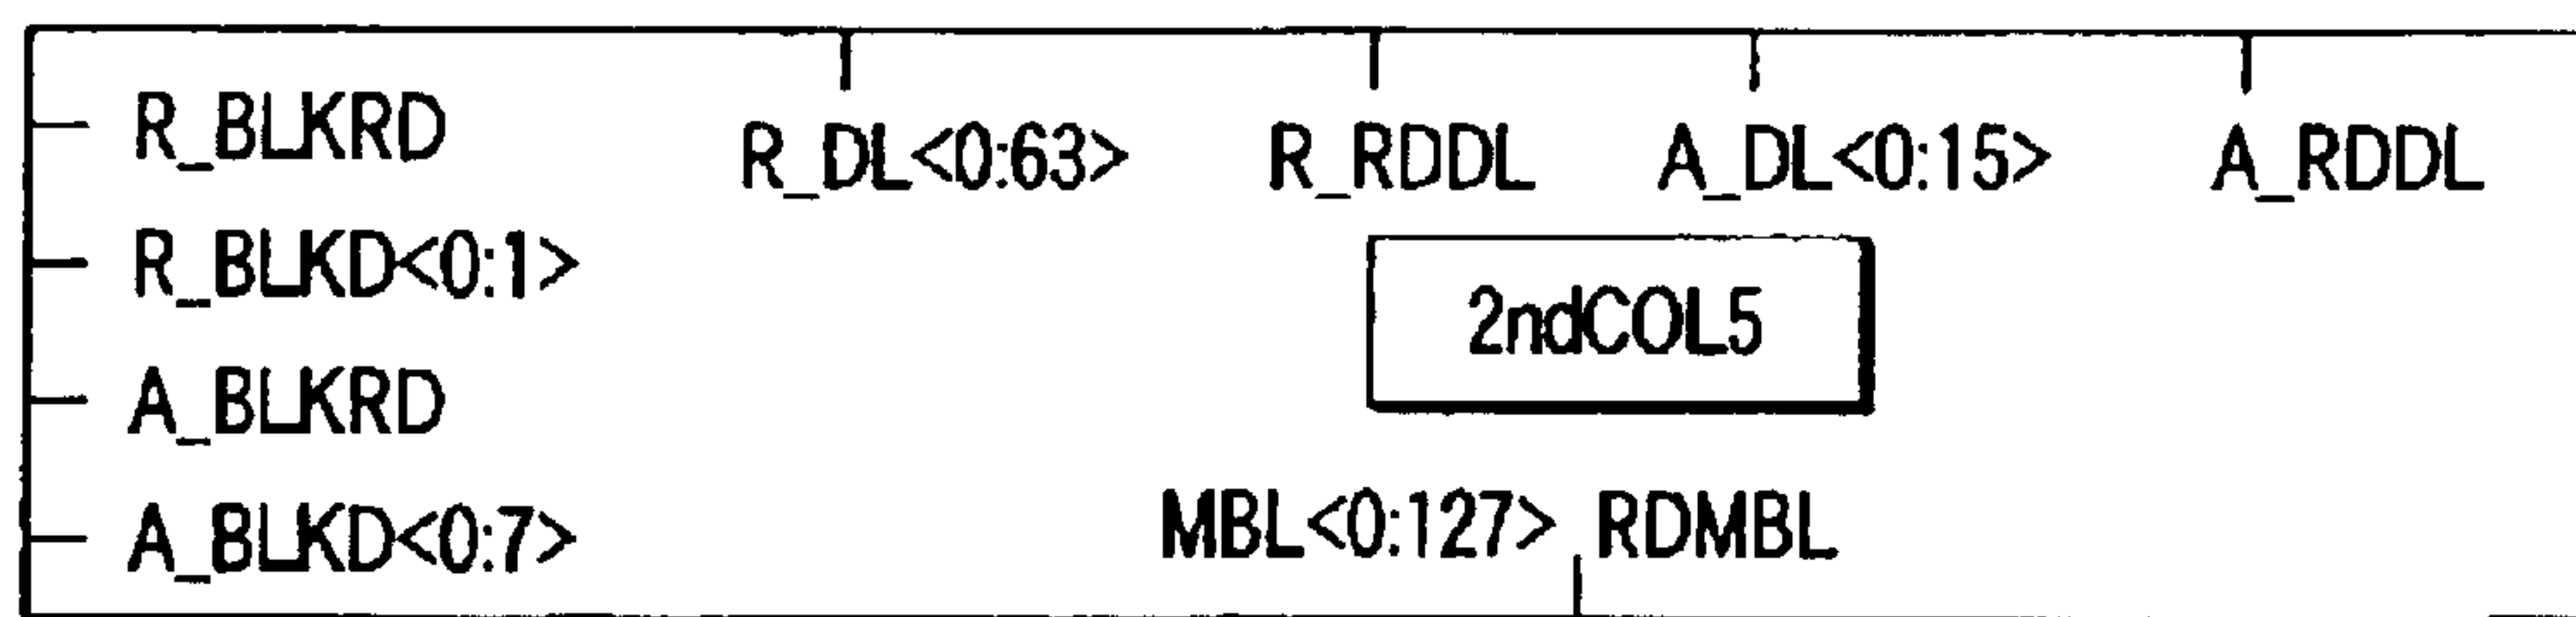 R_BLKRD
R_DL<0:63> R_RDDL A_DL<0:15> A_RDDL
R_BLKD<0:1>
2ndCOL5
A_BLKRD
A_BLKD<0:7>
MBL<0:127> RDMBL